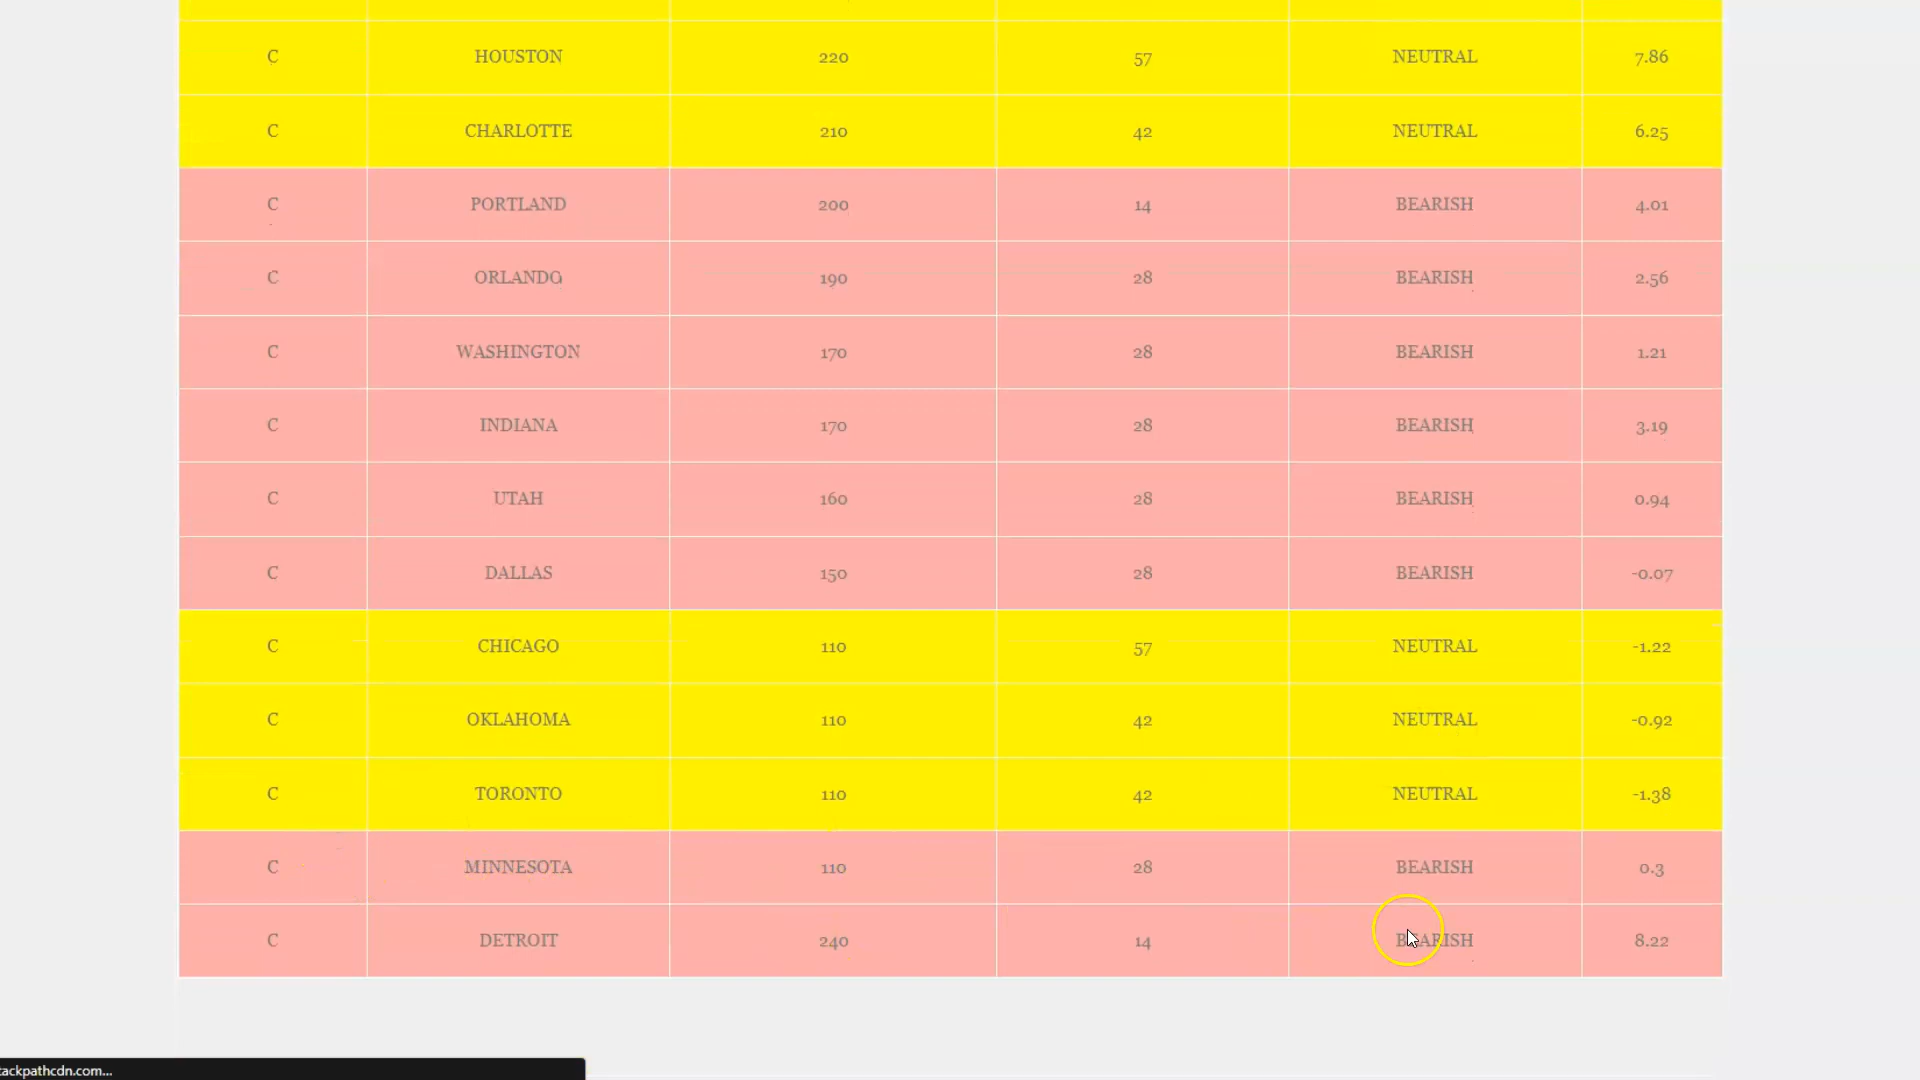 C HOUSTON 220 57 NEUTRAL 7.86
C CHARLOTTE 210 42 NEUTRAL 6.25
C PORTLAND 200 14 BEARISH 4.01
C ORLANDO 190 28 BEARISH 2.56
C WASHINGTON 170 28 BEARISH 1.21
C INDIANA 170 28 BEARISH 3.19
C UTAH 160 28 BEARISH 0.94
C DALLAS 150 28 BEARISH -0.07
C CHICAGO 110 57 NEUTRAL -1.22
C OKLAHOMA 110 42 NEUTRAL -0.92
C TORONTO 110 42 NEUTRAL -1.38
C MINNESOTA 110 28 BEARISH 0.3
C DETROIT 240 14 BEARISH 8.22
tackpathcdn.com...